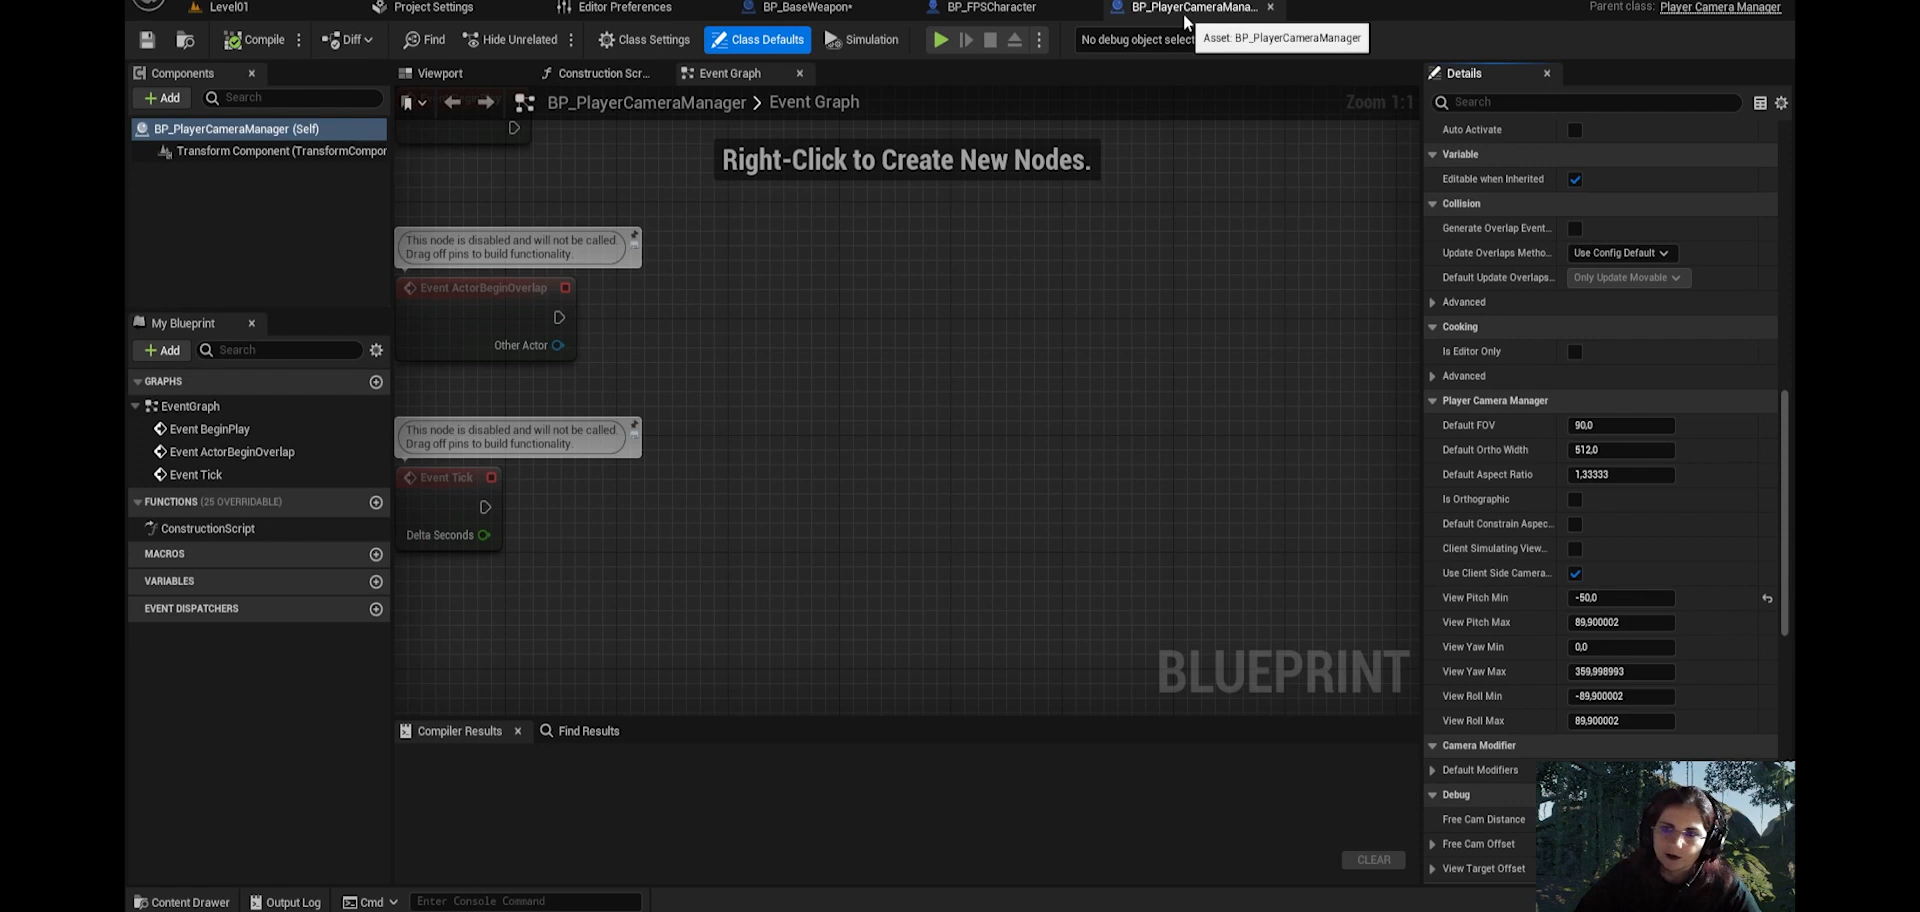 Level01
Project Settings
Editor Preferences
BP_BaseWeapon*
BP_FPSCharacter
BP_PlayerCameraMana...
Parent class: Player Camera Manager
Compile
Diff
Find
Hide Unrelated
Class Settings
Class Defaults
Simulation
No debug object select
Asset: BP_PlayerCameraManager
Components
Add
Search
BP_PlayerCameraManager (Self)
Transform Component (TransformCompor
My Blueprint
Add
Search
GRAPHS
EventGraph
Event BeginPlay
Event ActorBeginOverlap
Event Tick
FUNCTIONS (25 OVERRIDABLE)
ConstructionScript
MACROS
VARIABLES
EVENT DISPATCHERS
Viewport
Construction Scr...
Event Graph
BP_PlayerCameraManager > Event Graph
Zoom 1:1
Right-Click to Create New Nodes.
This node is disabled and will not be called.
Drag off pins to build functionality.
Event ActorBeginOverlap
Other Actor
This node is disabled and will not be called.
Drag off pins to build functionality.
Event Tick
Delta Seconds
BLUEPRINT
Compiler Results
Find Results
CLEAR
Details
Search
Auto Activate
Variable
Editable when Inherited
Collision
Generate Overlap Event...
Update Overlaps Metho... Use Config Default
Default Update Overlaps... Only Update Movable
Advanced
Cooking
Is Editor Only
Advanced
Player Camera Manager
Default FOV 90,0
Default Ortho Width 512,0
Default Aspect Ratio 1,33333
Is Orthographic
Default Constrain Aspec...
Client Simulating View...
Use Client Side Camera...
View Pitch Min -50,0
View Pitch Max 89,900002
View Yaw Min 0,0
View Yaw Max 359,998993
View Roll Min -89,900002
View Roll Max 89,900002
Camera Modifier
Default Modifiers
Debug
Free Cam Distance
Free Cam Offset
View Target Offset
Content Drawer
Output Log
Cmd
Enter Console Command